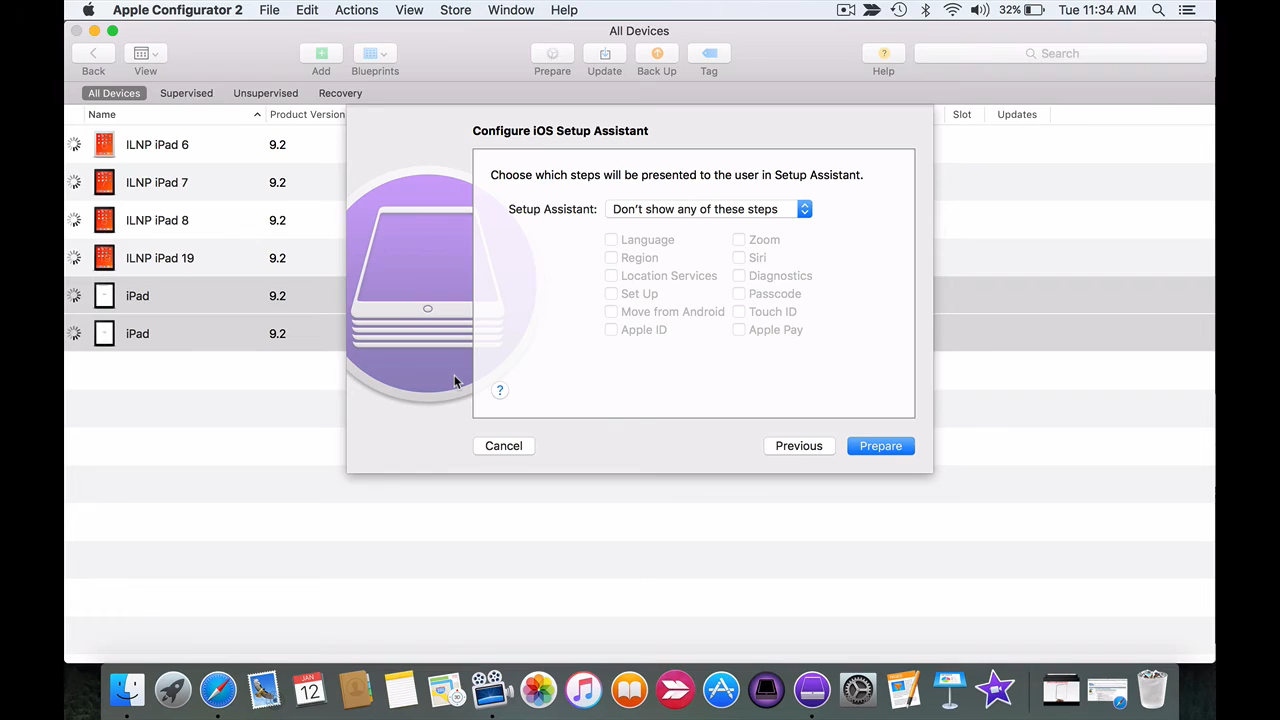 Apple Configurator 2 File Edit Actions View Store Window Help 32% Tue 11:34 AM
All Devices
Back View Add Blueprints Prepare Update Back Up Tag Help Search
All Devices Supervised Unsupervised Recovery
Name Product Version Slot Updates
ILNP iPad 6 9.2
ILNP iPad 7 9.2
ILNP iPad 8 9.2
ILNP iPad 19 9.2
iPad 9.2
iPad 9.2
Configure iOS Setup Assistant
Choose which steps will be presented to the user in Setup Assistant.
Setup Assistant: Don't show any of these steps
Language Zoom
Region Siri
Location Services Diagnostics
Set Up Passcode
Move from Android Touch ID
Apple ID Apple Pay
?
Cancel Previous Prepare
JAN
12